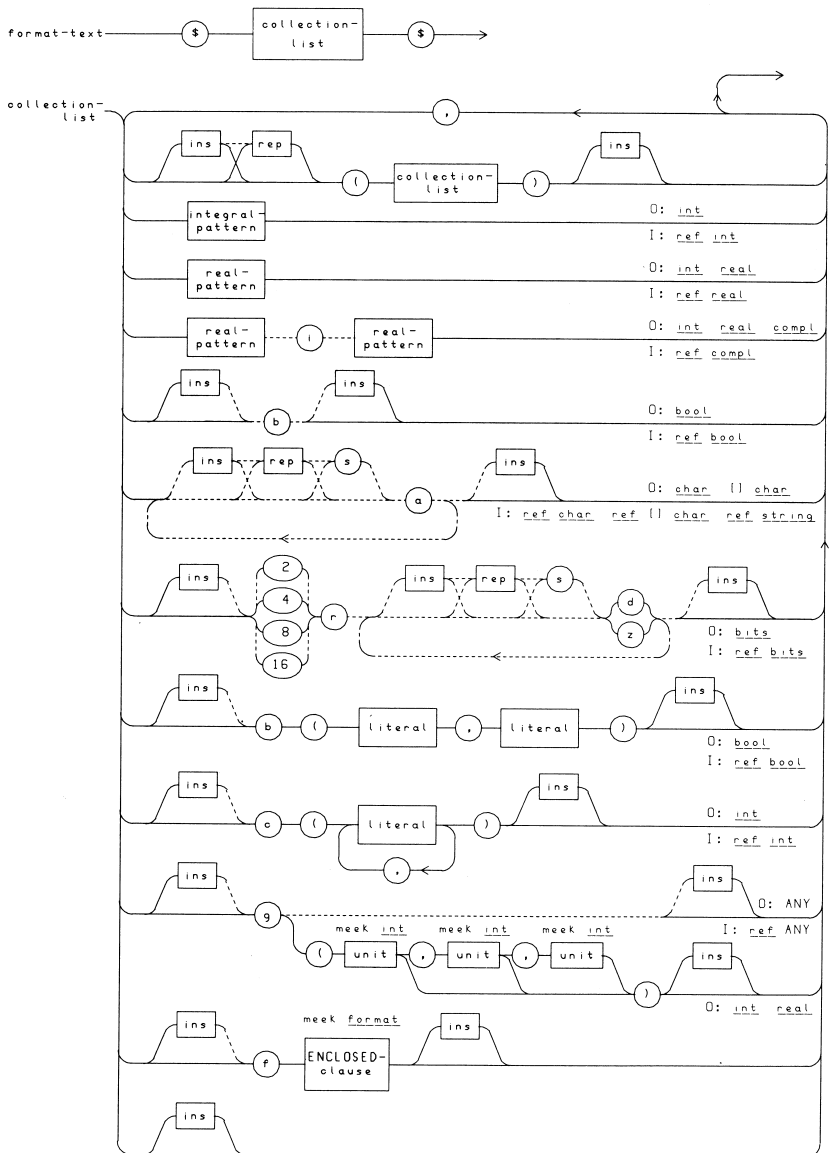 format-text $ collection-list $
collection-list ,
ins rep ( collection-list ) ins
integral-pattern O: int
I: ref int
real-pattern O: int real
I: ref real
real-pattern i real-pattern O: int real compl
I: ref compl
ins b ins O: bool
I: ref bool
ins rep s a ins O: char [] char
I: ref char ref [] char ref string
ins 2 4 8 16 r ins rep s d z ins
O: bits
I: ref bits
ins b ( literal , literal ) ins
O: bool
I: ref bool
ins c ( literal , ) ins O: int
I: ref int
ins g ins O: ANY
I: ref ANY
meek int meek int meek int
( unit , unit , unit ) ins
O: int real
ins f meek format
ENCLOSED-clause ins
ins